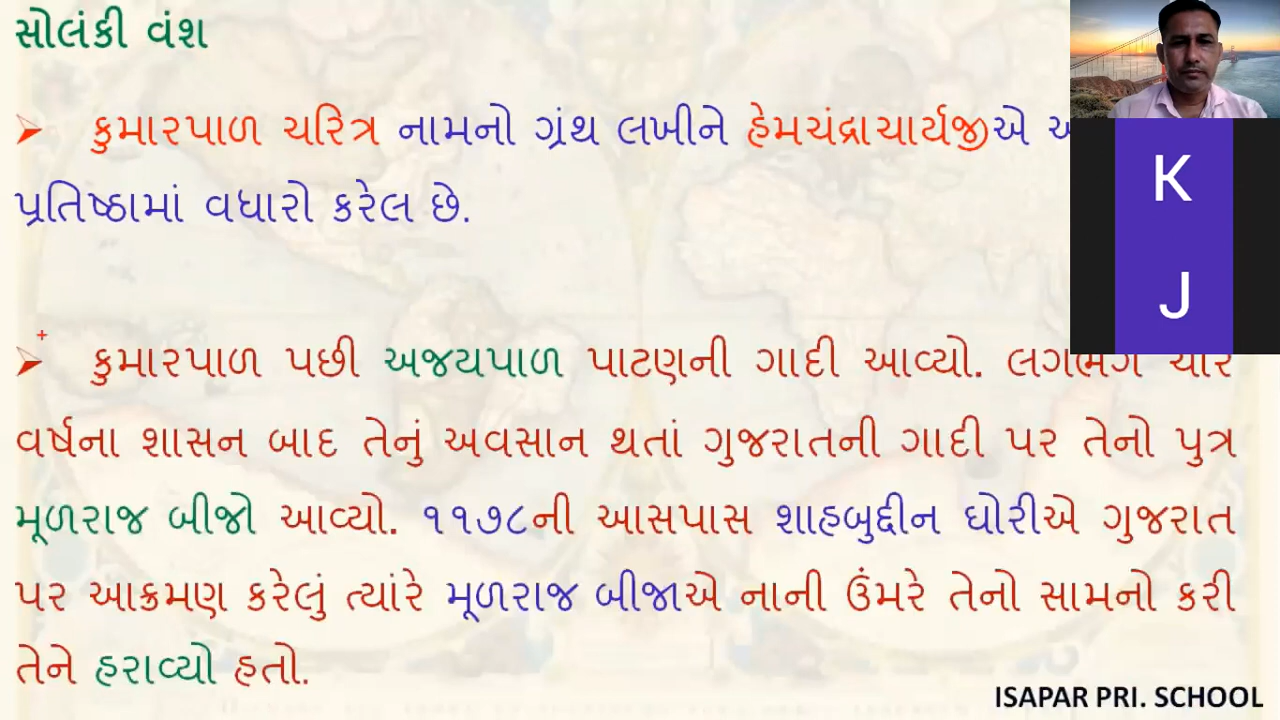 સોલંકી વંશ
કુમારપાળ ચરિત્ર નામનો ગ્રંથ લખીને હેમચંદ્રાચાર્યજીએ
પ્રતિષ્ઠામાં વધારો કરેલ છે.
કુમારપાળ પછી અજયપાળ પાટણની ગાદી આવ્યો. લગભગ ચાર
વર્ષના શાસન બાદ તેનું અવસાન થતાં ગુજરાતની ગાદી પર તેનો પુત્ર
મૂળરાજ બીજો આવ્યો. ૧૧૭૮ની આસપાસ શાહબુદ્દીન ઘોરીએ ગુજરાત
પર આક્રમણ કરેલું ત્યાંરે મૂળરાજ બીજાએ નાની ઉંમરે તેનો સામનો કરી
તેને હરાવ્યો હતો.
K
J
ISAPAR PRI. SCHOOL